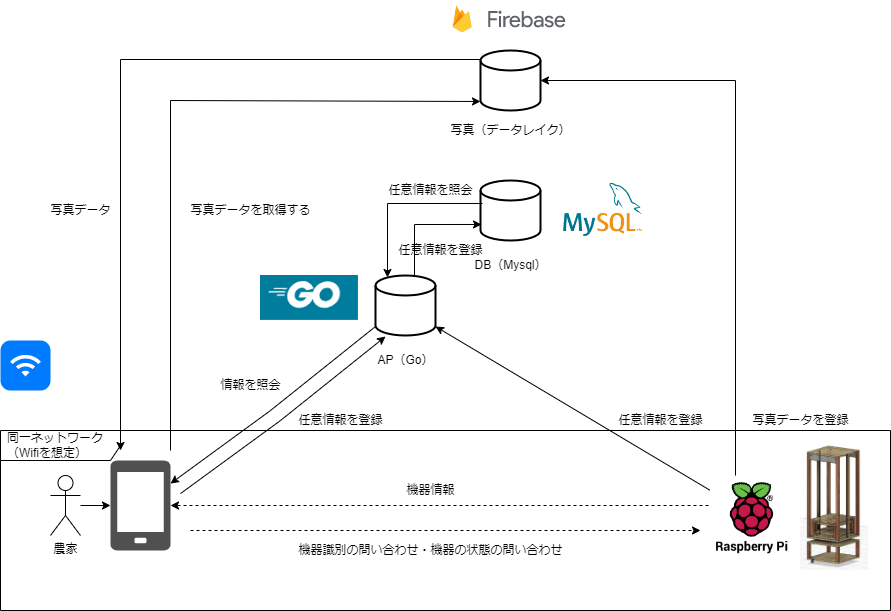 Firebase
写真（データレイク）
写真データ
写真データを取得する
任意情報を照会
MySQL
任意情報を登録
DB（Mysql）
GO
AP（Go）
情報を照会
任意情報を登録
任意情報を登録
写真データを登録
同一ネットワーク
（Wifiを想定）
機器情報
農家
Raspberry Pi
機器識別の問い合わせ・機器の状態の問い合わせ